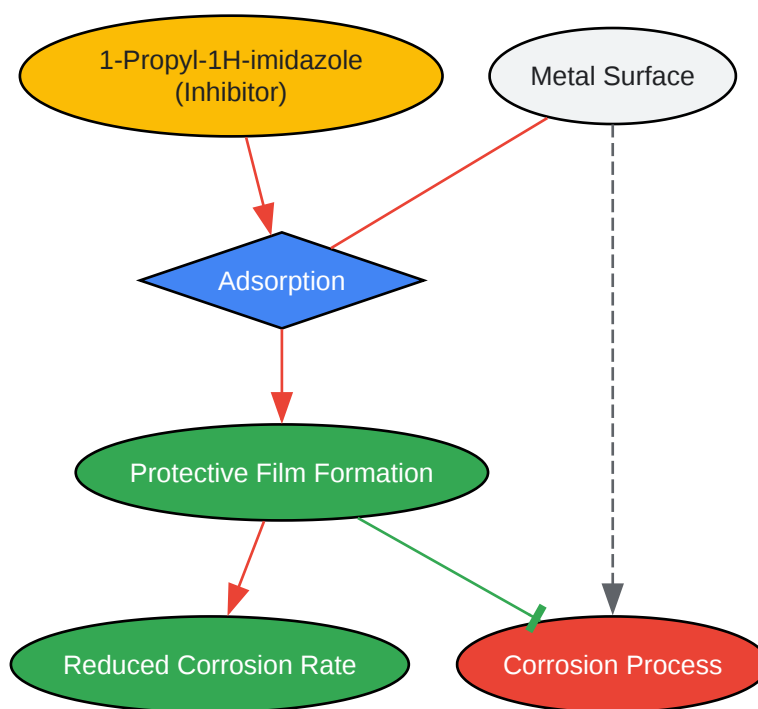 1-Propyl-1H-imidazole
(Inhibitor)
Metal Surface
Adsorption
Protective Film Formation
Reduced Corrosion Rate
Corrosion Process